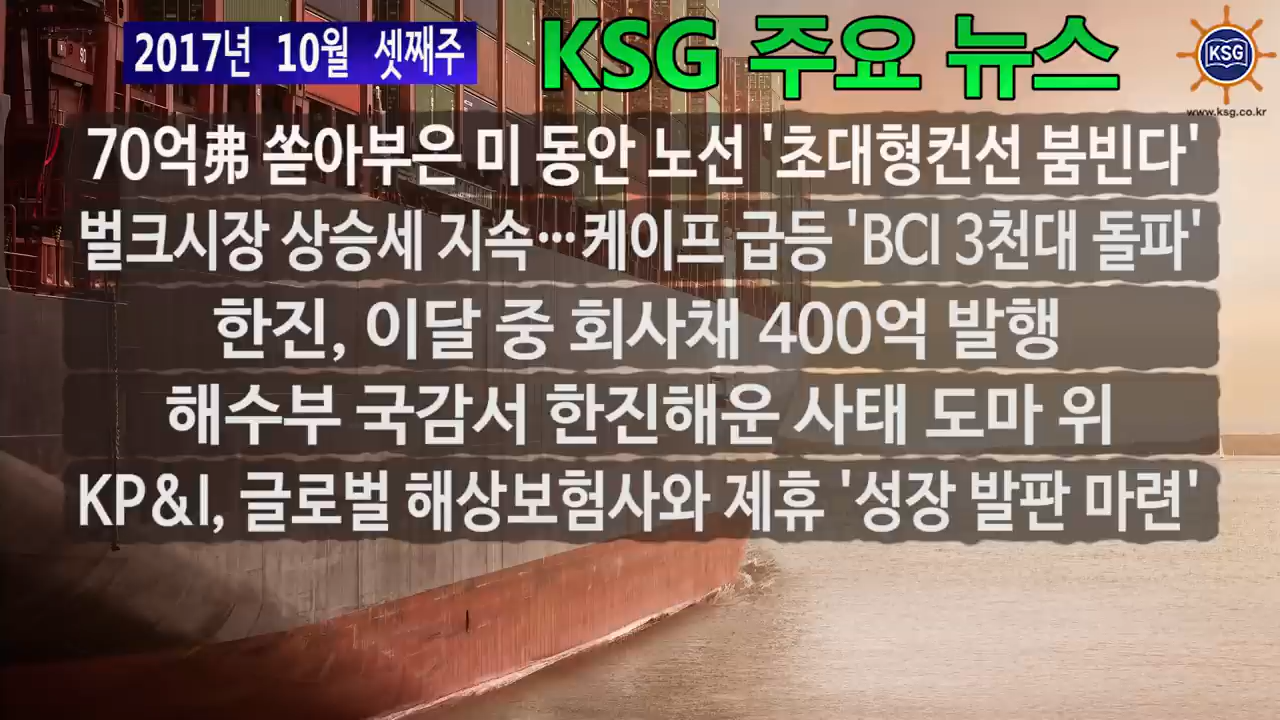 2017년 10월 셋째주
KSG 주요 뉴스
KSG
www.ksg.co.kr
70억弗 쏟아부은 미 동안 노선 '초대형컨선 붐빈다'
벌크시장 상승세 지속…케이프 급등 'BCI 3천대 돌파'
한진, 이달 중 회사채 400억 발행
해수부 국감서 한진해운 사태 도마 위
KP&I, 글로벌 해상보험사와 제휴 '성장 발판 마련'